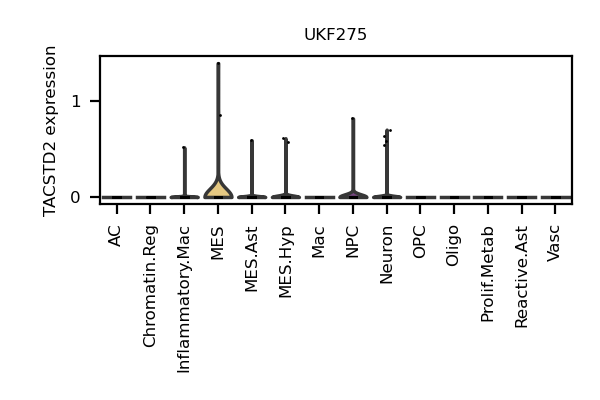 UKF275
TACSTD2 expression
1
0
AC
Chromatin.Reg
Inflammatory.Mac
MES
MES.Ast
MES.Hyp
Mac
NPC
Neuron
OPC
Oligo
Prolif.Metab
Reactive.Ast
Vasc